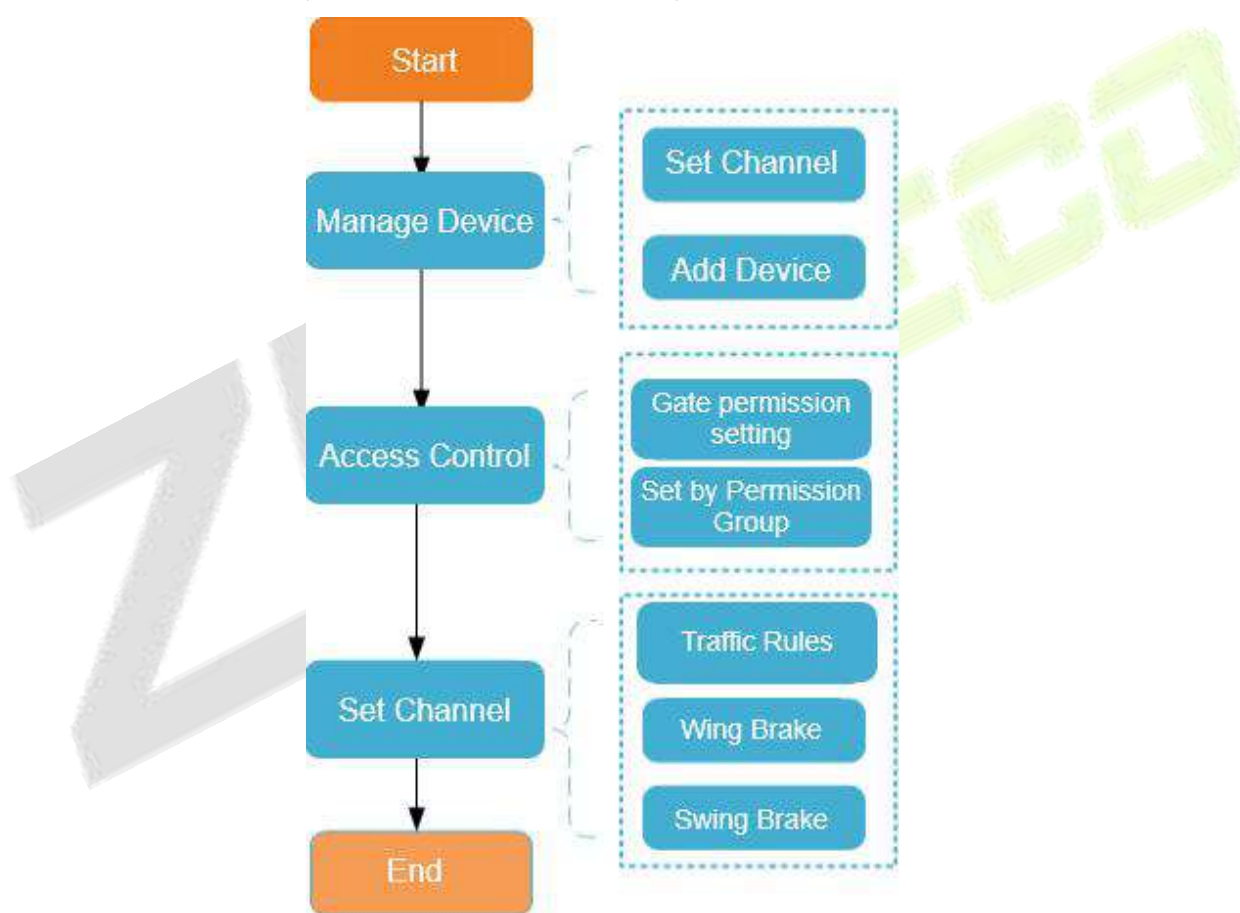 Start
Manage Device
Set Channel
Add Device
Access Control
Gate permission
setting
Set by Permission
Group
Set Channel
Traffic Rules
Wing Brake
Swing Brake
End